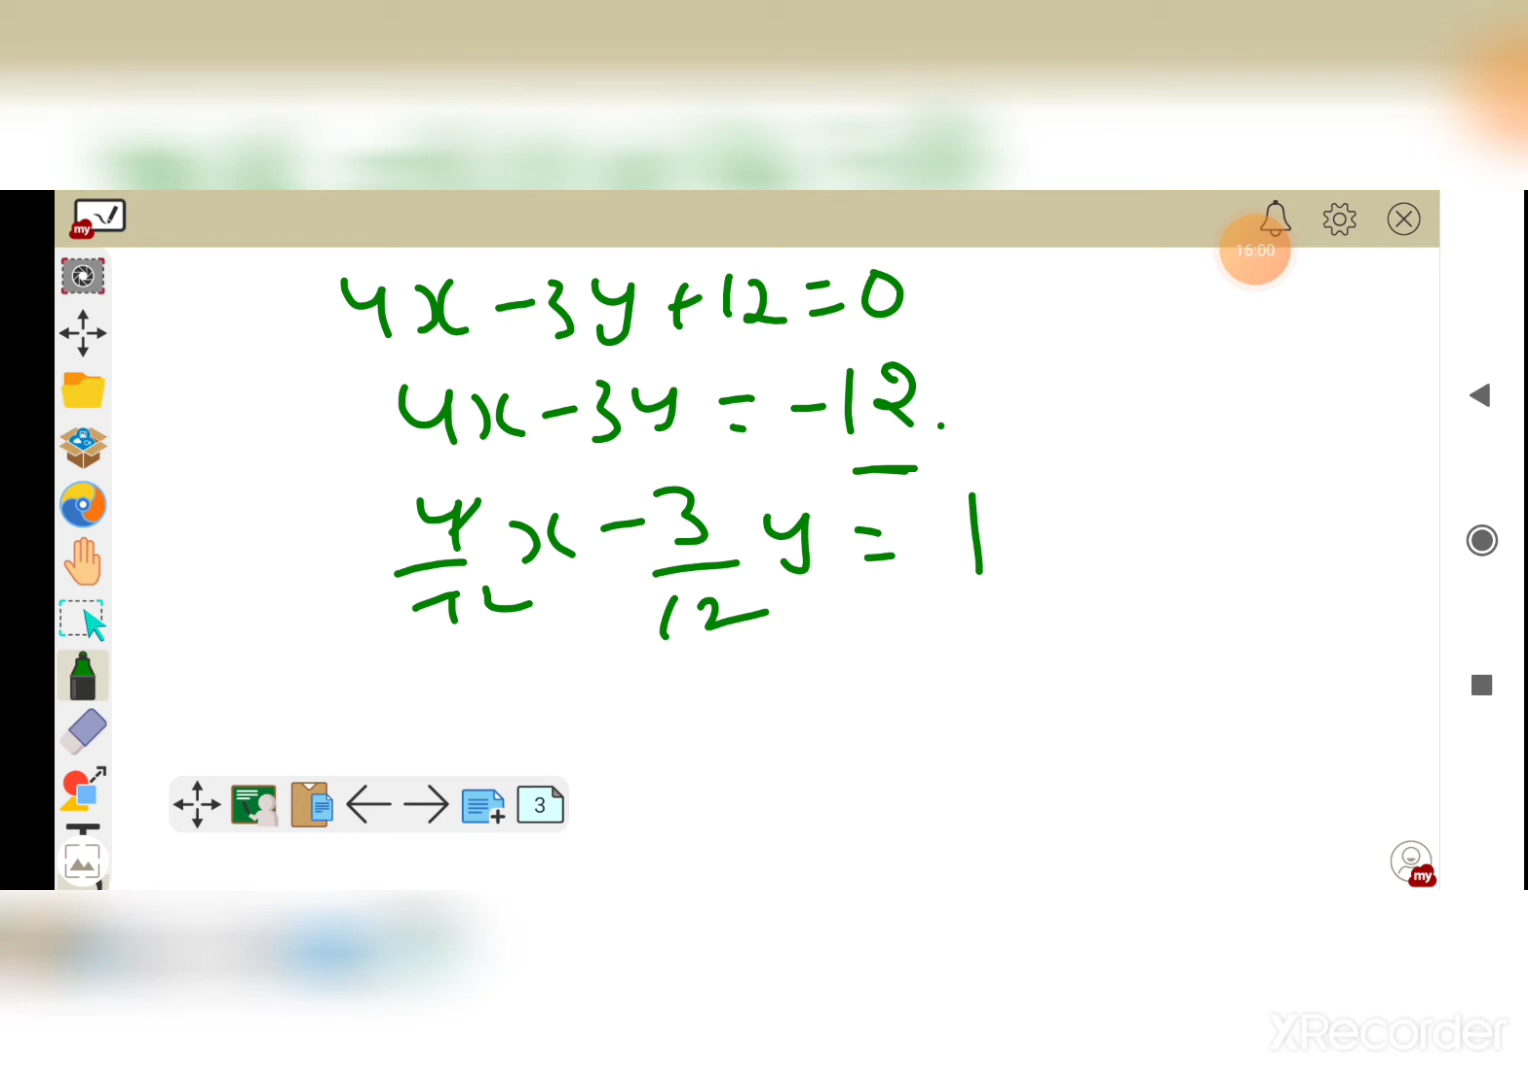 my
16:00
4x - 3y + 12 = 0
4x - 3y = -12.
4/12 x - 3/12 y = 1
3
my
XRecorder